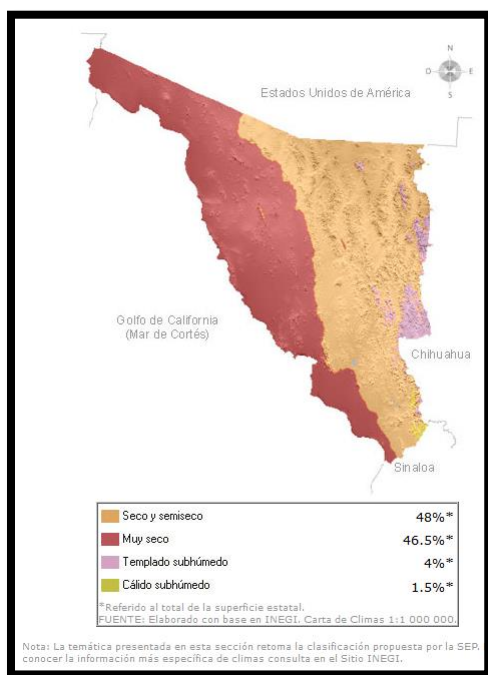 N
O E
S
Estados Unidos de América
Golfo de California
(Mar de Cortés)
Chihuahua
Sinaloa
Seco y semiseco 48%*
Muy seco 46.5%*
Templado subhúmedo 4%*
Cálido subhúmedo 1.5%*
*Referido al total de la superficie estatal.
FUENTE: Elaborado con base en INEGI. Carta de Climas 1:1 000 000.
Nota: La temática presentada en esta sección retoma la clasificación propuesta por la SEP.
conocer la información más específica de climas consulta en el Sitio INEGI.